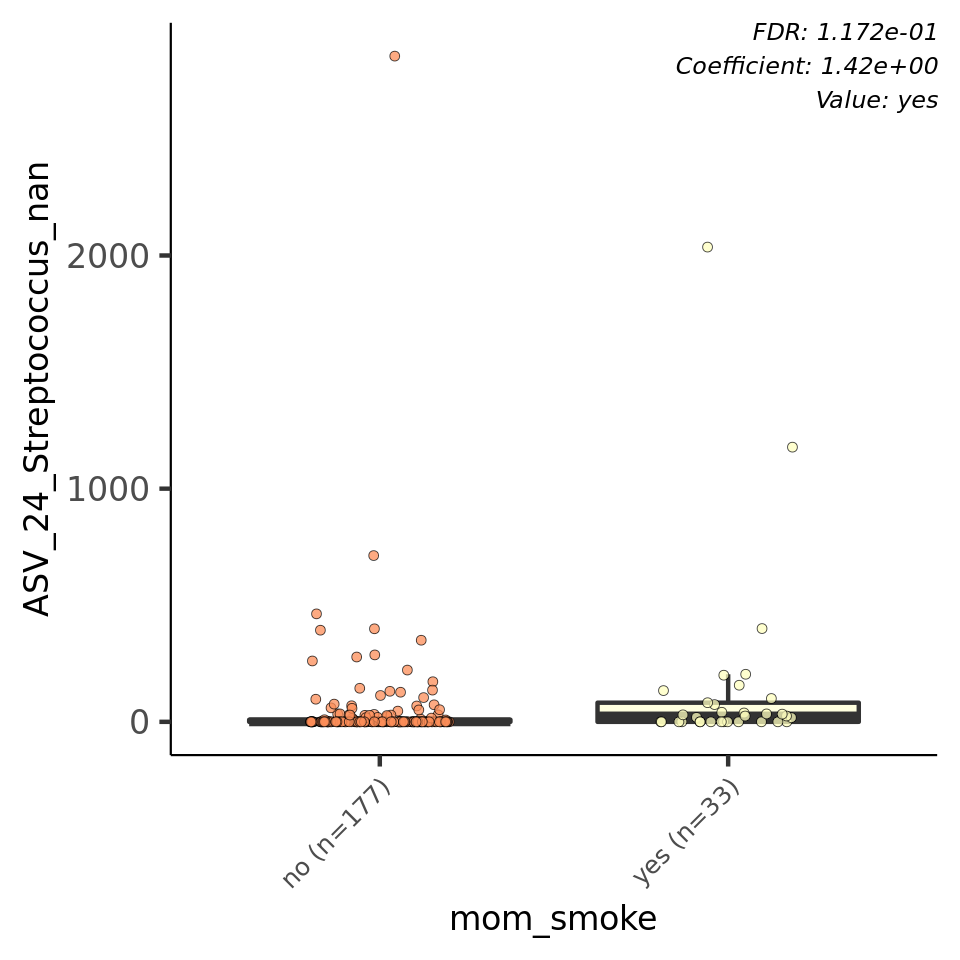 FDR: 1.172e-01
Coefficient: 1.42e+00
Value: yes
ASV_24_Streptococcus_nan
2000
1000
0
no (n=177)
yes (n=33)
mom_smoke